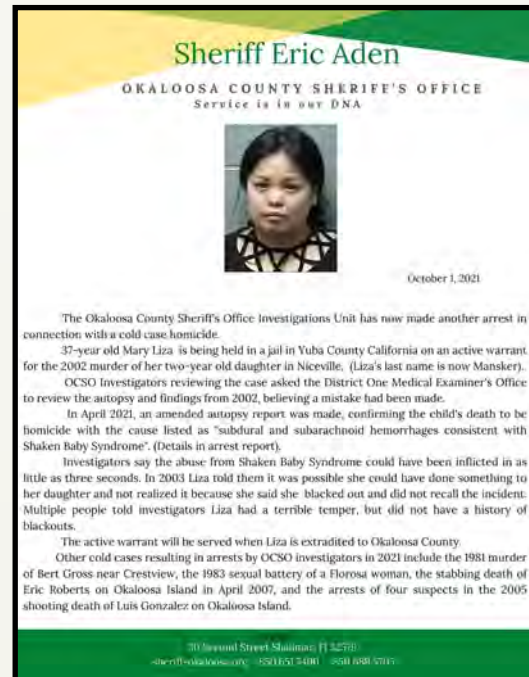 Sheriff Eric Aden
OKALOOSA COUNTY SHERIFF'S OFFICE
Service is in our DNA
October 1, 2021
The Okaloosa County Sheriff's Office Investigations Unit has now made another arrest in
connection with a cold case homicide.
37-year old Mary Liza is being held in a jail in Yuba County California on an active warrant
for the 2002 murder of her two-year old daughter in Niceville. (Liza's last name is now Mansker).
OCSO Investigators reviewing the case asked the District One Medical Examiner's Office
to review the autopsy and findings from 2002, believing a mistake had been made.
In April 2021, an amended autopsy report was made, confirming the child's death to be
homicide with the cause listed as "subdural and subarachnoid hemorrhages consistent with
Shaken Baby Syndrome". (Details in arrest report).
Investigators say the abuse from Shaken Baby Syndrome could have been inflicted in as
little as three seconds. In 2003 Liza told them it was possible she could have done something to
her daughter and not realized it because she said she blacked out and did not recall the incident.
Multiple people told investigators Liza had a terrible temper, but did not have a history of
blackouts.
The active warrant will be served when Liza is extradited to Okaloosa County.
Other cold cases resulting in arrests by OCSO investigators in 2021 include the 1981 murder
of Bert Gross near Crestview, the 1983 sexual battery of a Florosa woman, the stabbing death of
Eric Roberts on Okaloosa Island in April 2007, and the arrests of four suspects in the 2005
shooting death of Luis Gonzalez on Okaloosa Island.
50 Second Street Shalimar, Fl 32579